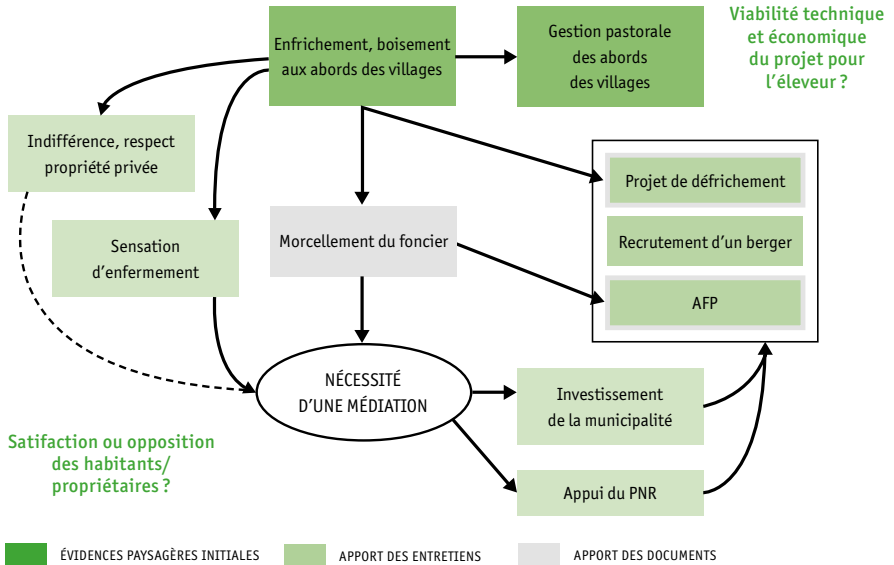 Enfrichement, boisement
aux abords des villages
Gestion pastorale
des abords
des villages
Viabilité technique
et économique
du projet pour
l'éleveur ?
Indifférence, respect
propriété privée
Projet de défrichement
Sensation
d'enfermement
Morcellement du foncier
Recrutement d'un berger
AFP
NÉCESSITÉ
D'UNE MÉDIATION
Investissement
de la municipalité
Satifaction ou opposition
des habitants/
propriétaires ?
Appui du PNR
ÉVIDENCES PAYSAGÈRES INITIALES
APPORT DES ENTRETIENS
APPORT DES DOCUMENTS